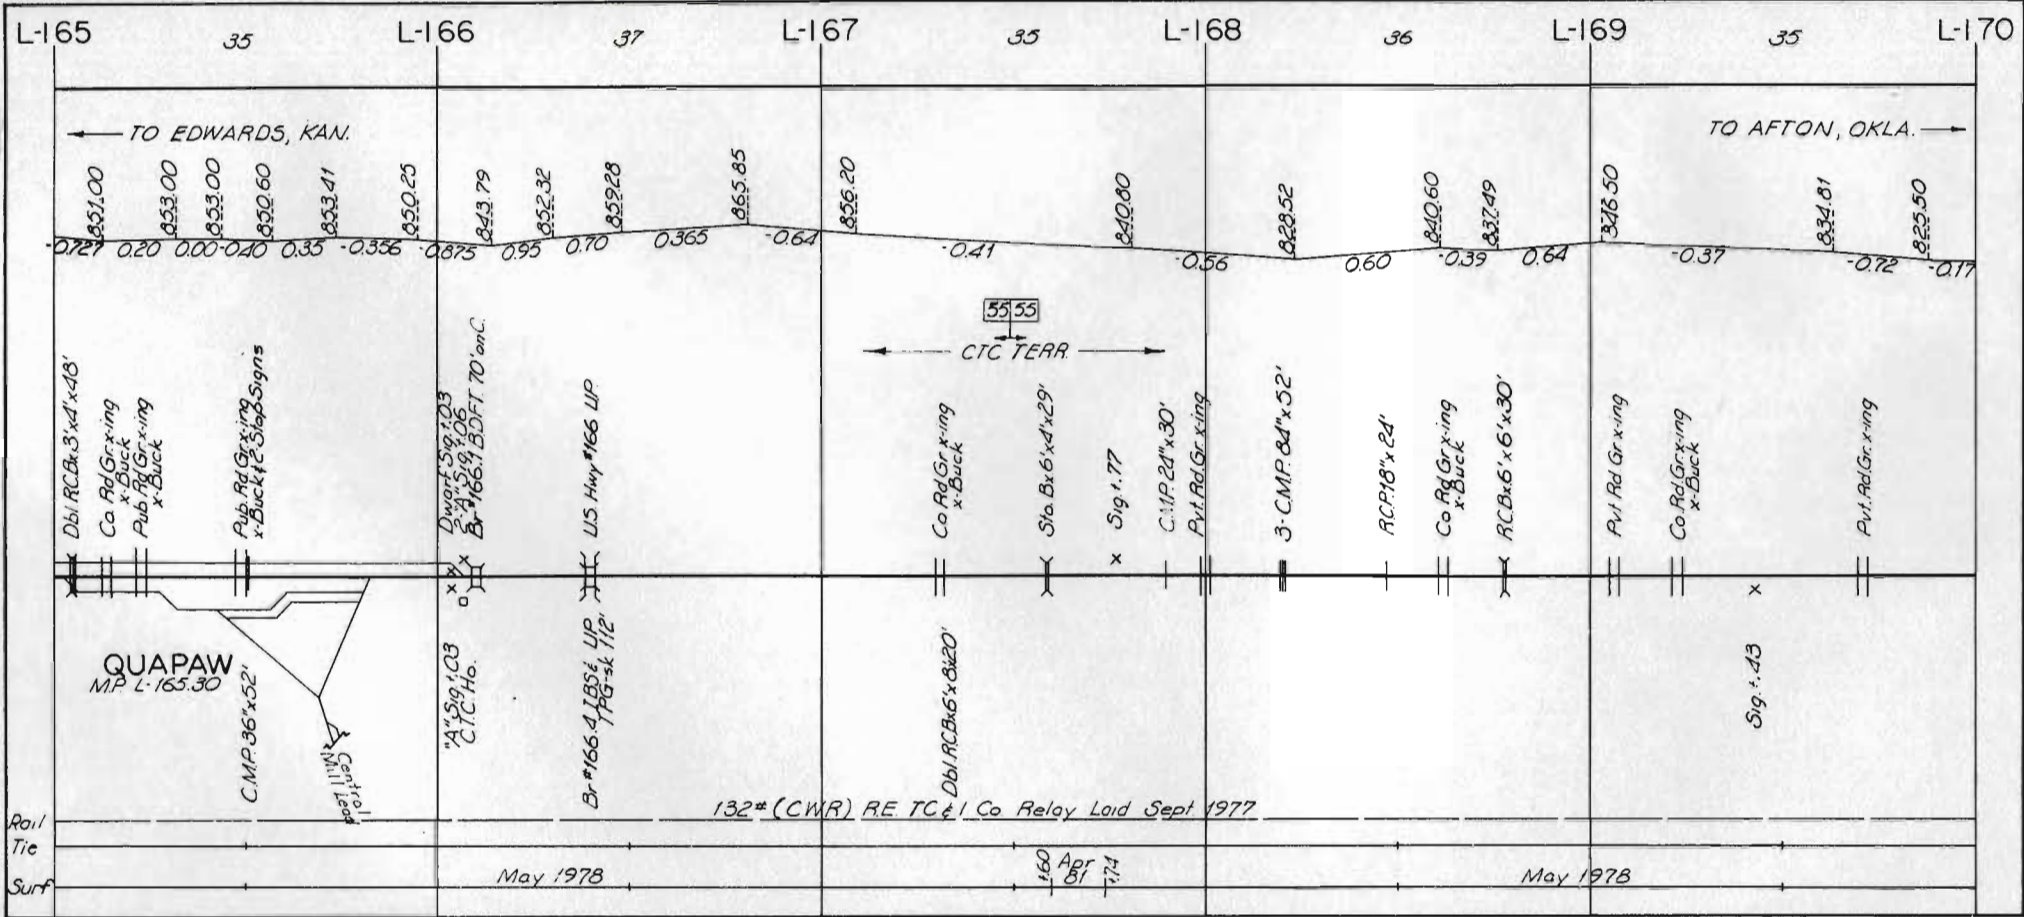 L-165 35 L-166 37 L-167 35 L-168 36 L-169 35 L-170
TO EDWARDS, KAN.
TO AFTON, OKLA.
851.00 853.00 853.00 850.60 853.41 850.25 843.79 852.32 859.28 865.85 856.20 840.80 828.52 840.60 837.49 846.50 834.81 825.50
-0.727 0.20 0.00 -0.40 0.35 -0.356 -0.875 0.95 0.70 0.365 -0.64 -0.41 -0.56 0.60 -0.39 0.64 -0.37 -0.72 -0.17
55 55
CTC TERR.
Dbl.R.C.Bx.3'x4'x48'
Co Rd Gr.x-ing
x-Buck
Pub Rd Gr x-ing
x-Buck
Pub. Rd Gr x-ing
x-Buck & 2-Stop Signs
Dwarf Sig. +.03
2-"A" Sig. +.06
Br #166.1 B.D.F.T. 70' on C.
U.S. Hwy #166 UP
Co Rd Gr x-ing
x-Buck
Sto. Bx 6'x4'x29'
Sig. +.77
C.M.P. 24"x30'
Pvt. Rd Gr x-ing
3-C.M.P. 84"x52'
R.C.P. 18"x24'
Co Rd Gr x-ing
x-Buck
R.C.Bx 6'x6'x30'
Pvt. Rd Gr x-ing
Co Rd Gr x-ing
x-Buck
Pvt. Rd Gr. x-ing
QUAPAW
M.P. L-165.30
C.M.P. 36"x52'
Central
Mill Lead
"A" Sig. +.03
C.T.C. Ho.
Br #166.4 IBS & UP
TPG-sk 112'
Dbl.R.C.Bx6'x8'x20'
Sig. +.43
Rail 132# (CWR) R.E. TC & I Co Relay Laid Sept. 1977
Tie
Surf May 1978 +.60 Apr 81 +.74 May 1978